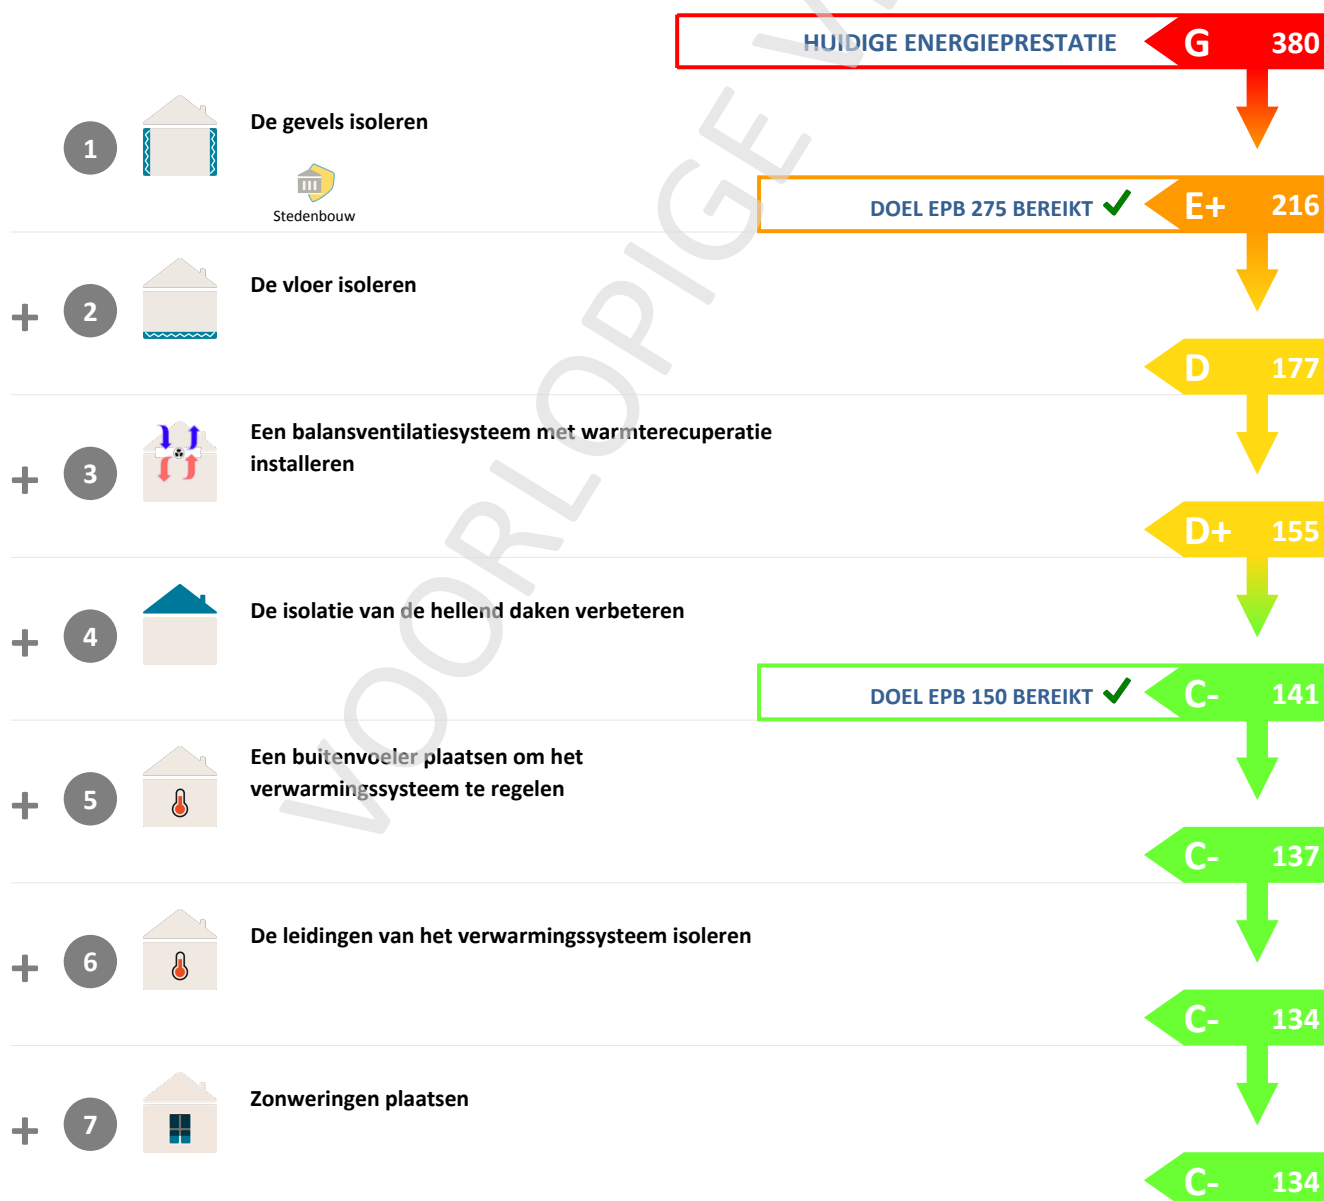 HUIDIGE ENERGIEPRESTATIE G 380
1 De gevels isoleren
Stedenbouw
DOEL EPB 275 BEREIKT E+ 216
+ 2 De vloer isoleren
D 177
+ 3 Een balansventilatiesysteem met warmterecuperatie
installeren
D+ 155
+ 4 De isolatie van de hellend daken verbeteren
DOEL EPB 150 BEREIKT C- 141
+ 5 Een buitenvoeler plaatsen om het
verwarmingssysteem te regelen
C- 137
+ 6 De leidingen van het verwarmingssysteem isoleren
C- 134
+ 7 Zonweringen plaatsen
C- 134
VOORLOPIGE